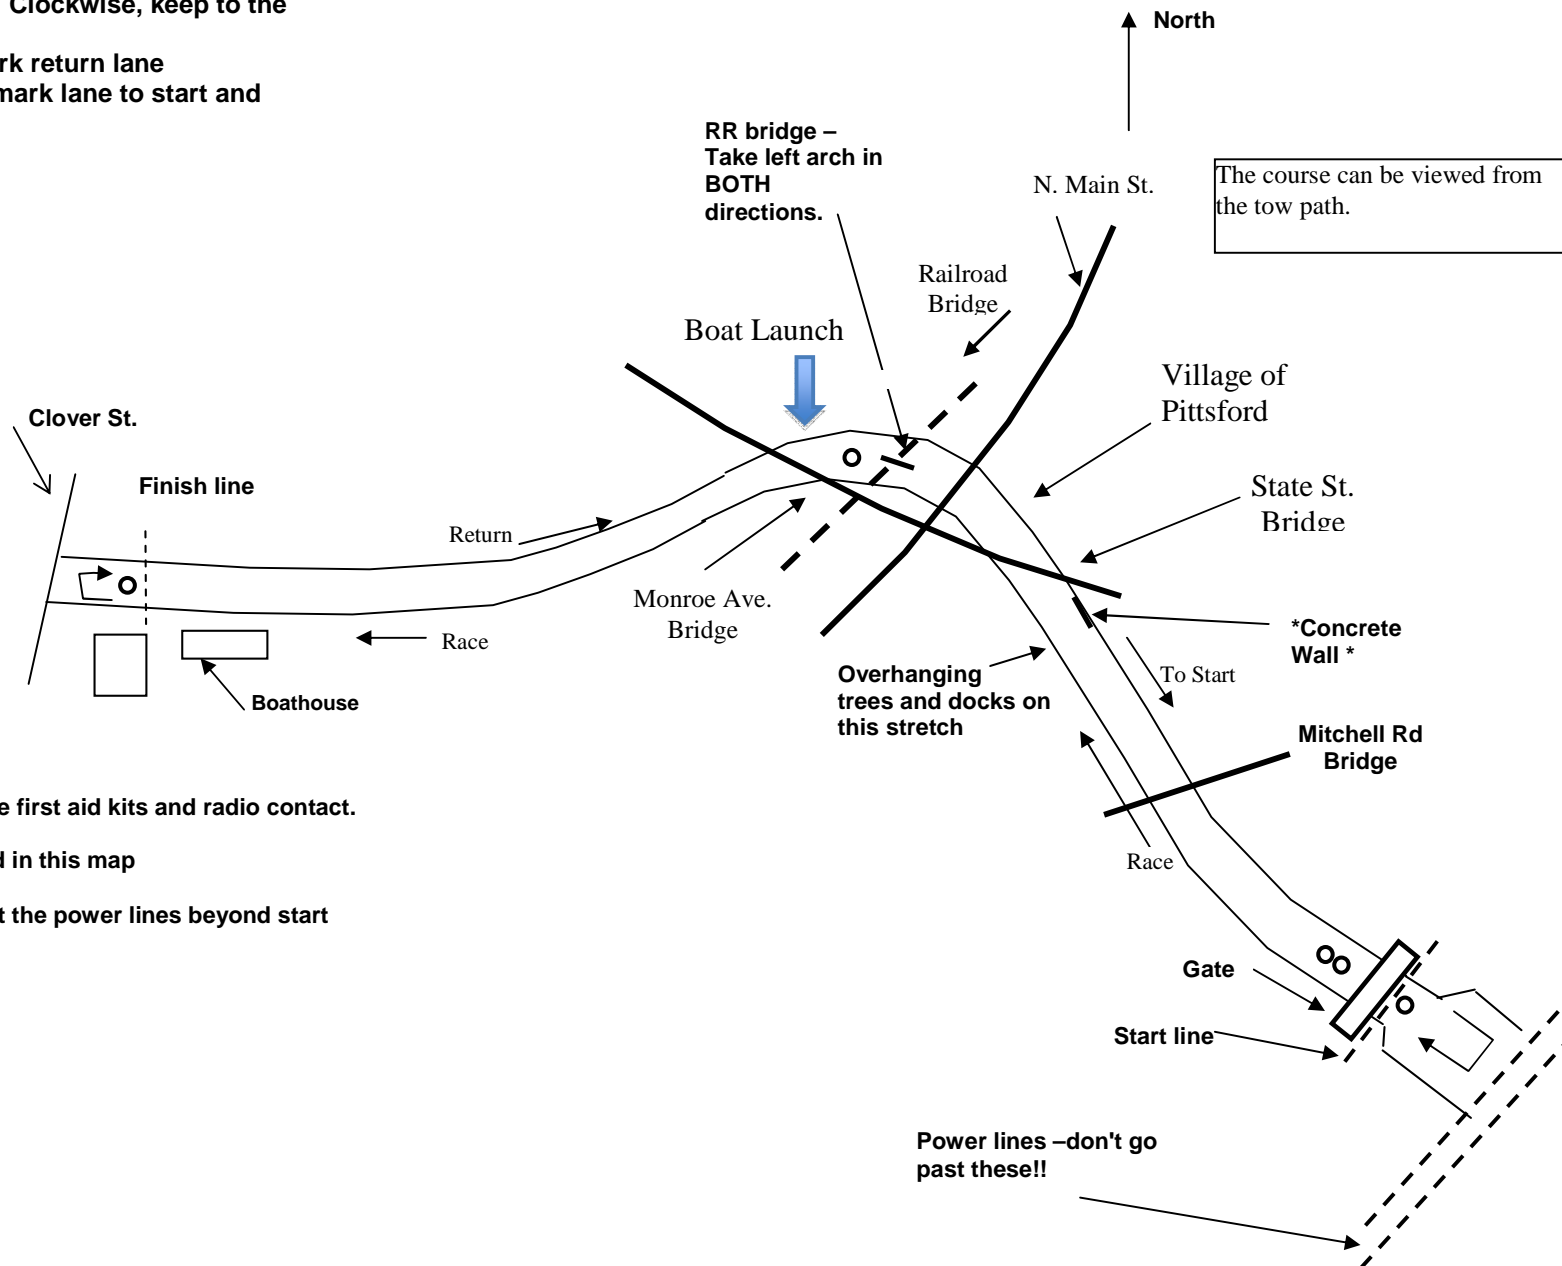 Clockwise, keep to the
rk return lane
mark lane to start and
North
RR bridge –
Take left arch in
BOTH
directions.
N. Main St.
The course can be viewed from
the tow path.
Railroad
Bridge
Boat Launch
Village of
Pittsford
Clover St.
Finish line
State St.
Bridge
Return
Monroe Ave.
Bridge
Race
*Concrete
Wall *
Overhanging
trees and docks on
this stretch
To Start
Boathouse
Mitchell Rd
Bridge
e first aid kits and radio contact.
d in this map
Race
t the power lines beyond start
Gate
Start line
Power lines –don't go
past these!!